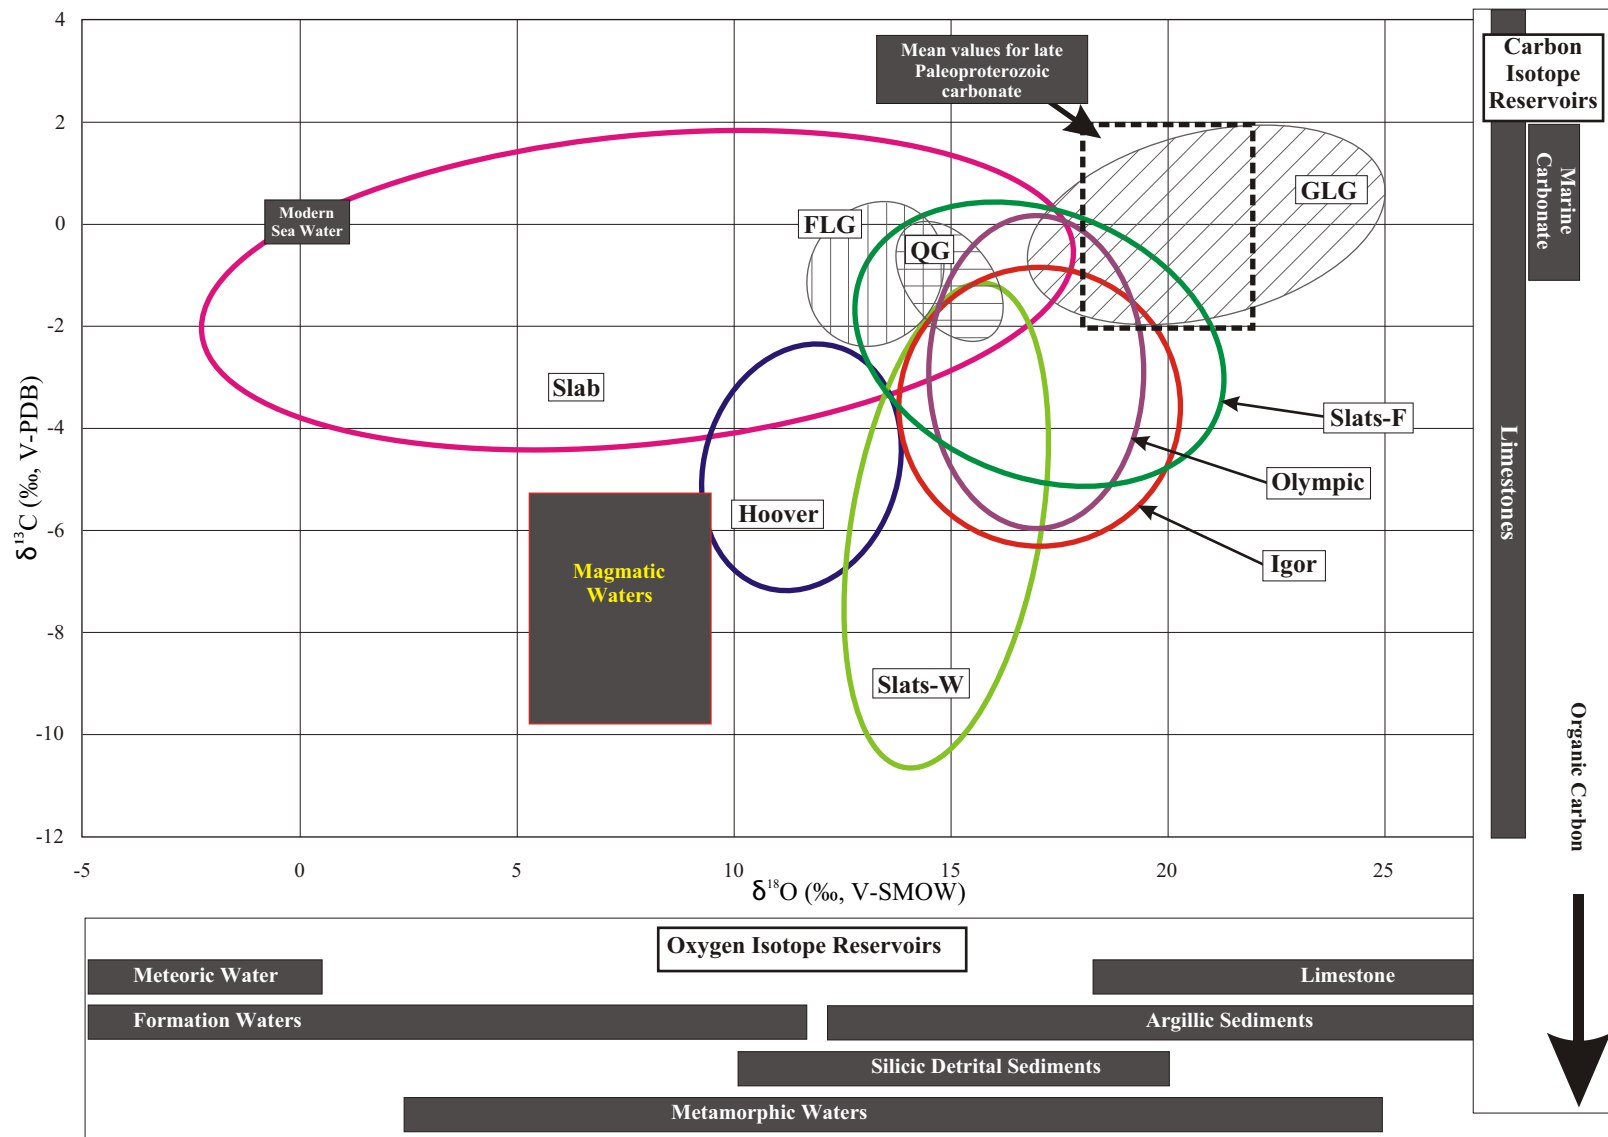 4
2
0
-2
-4
-6
-8
-10
-12
δ¹³C (‰, V-PDB)
-5
0
5
10
15
20
25
δ¹⁸O (‰, V-SMOW)
Mean values for late
Paleoproterozoic
carbonate
Modern
Sea Water
FLG
QG
GLG
Slab
Slats-F
Olympic
Hoover
Igor
Magmatic
Waters
Slats-W
Carbon
Isotope
Reservoirs
Marine
Carbonate
Limestones
Organic Carbon
Oxygen Isotope Reservoirs
Meteoric Water
Limestone
Formation Waters
Argillic Sediments
Silicic Detrital Sediments
Metamorphic Waters